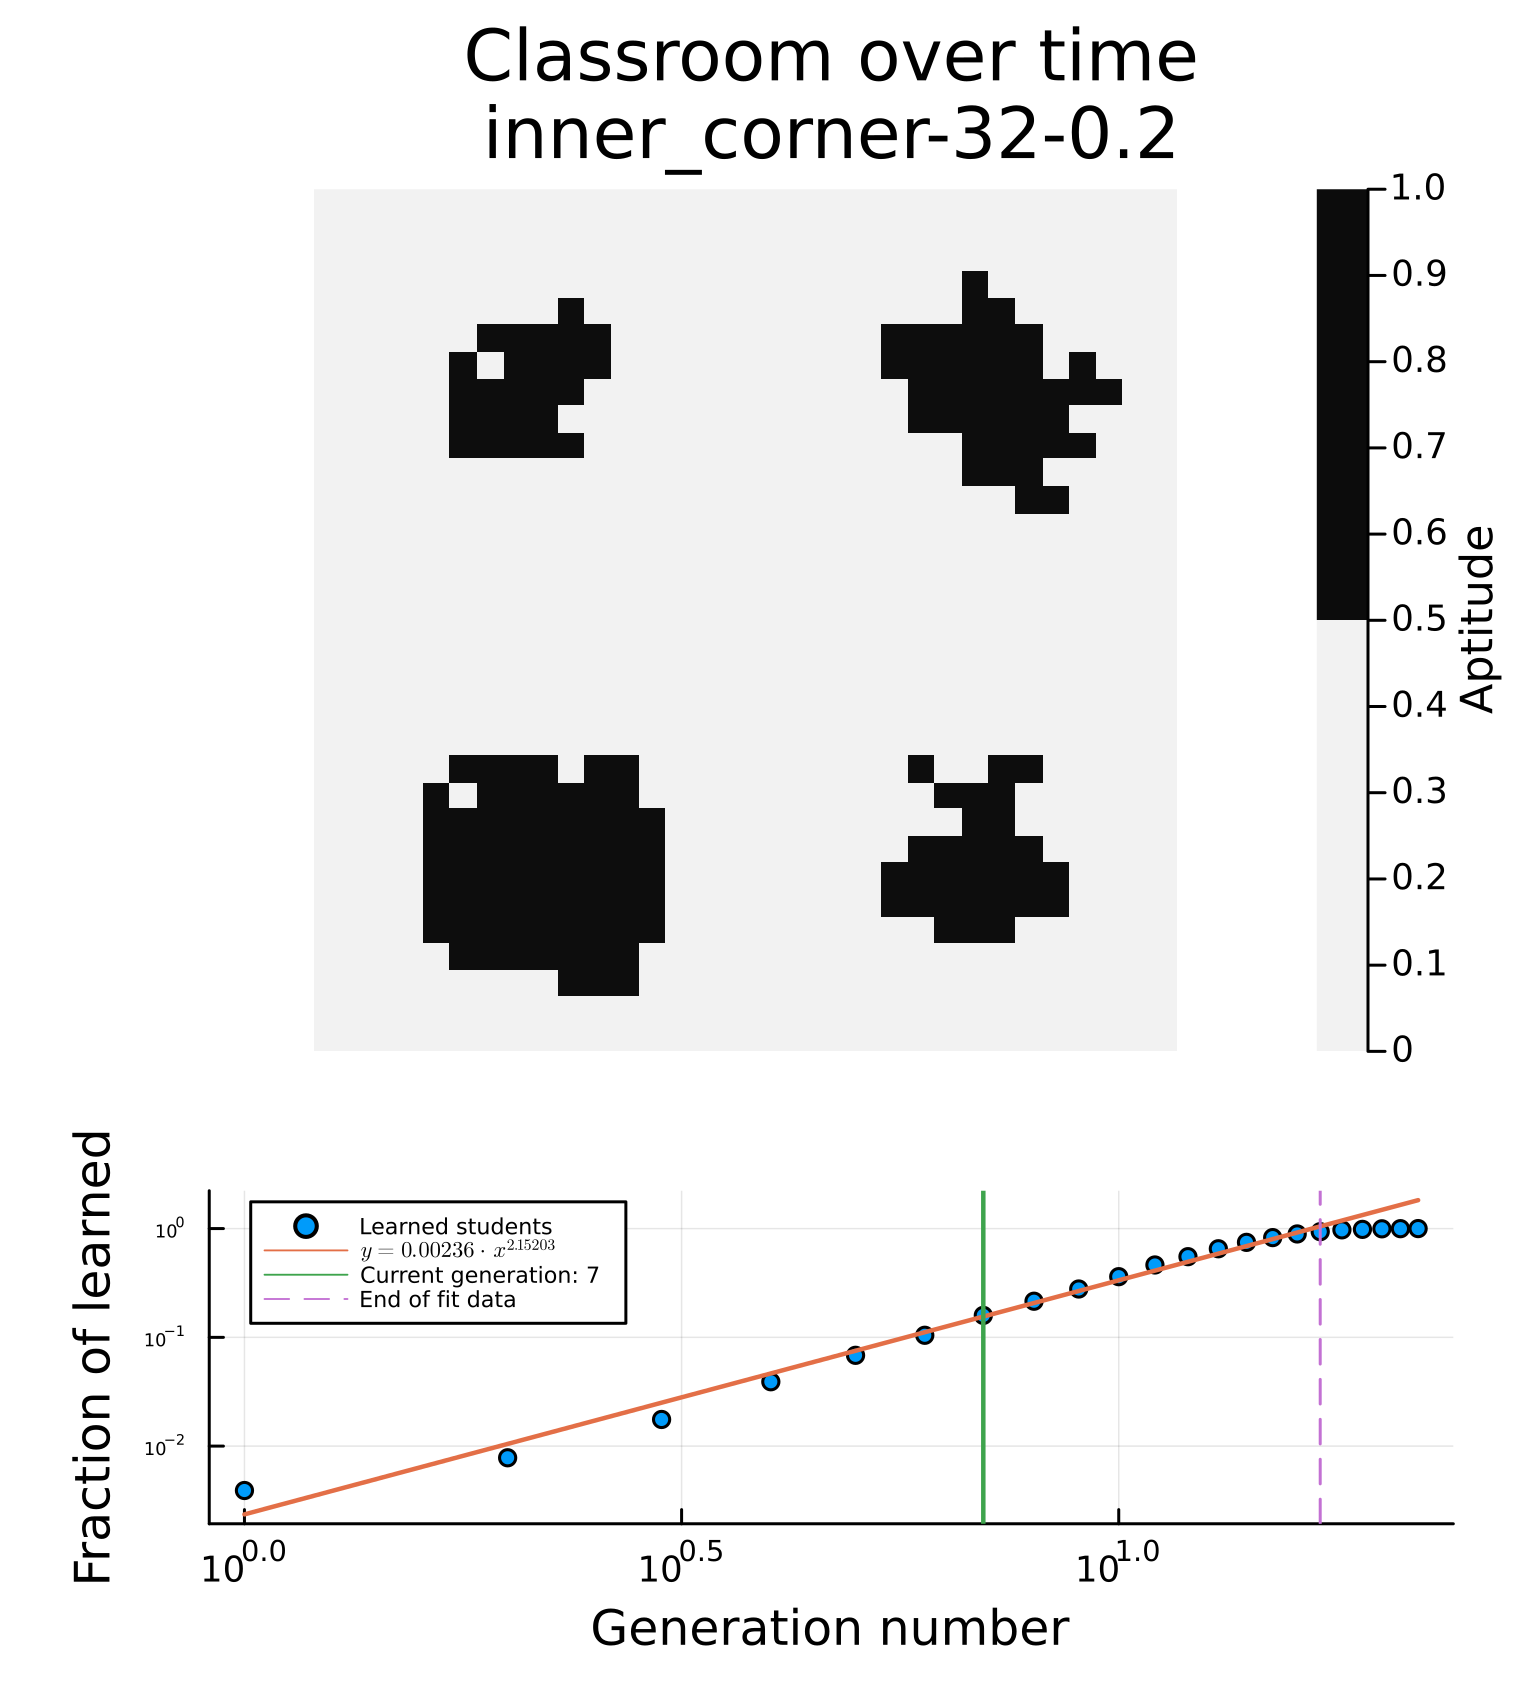 Classroom over time
inner_corner-32-0.2
1.0
0.9
0.8
0.7
0.6
0.5
0.4
0.3
0.2
0.1
0
Aptitude
Fraction of learned
10^0
10^−1
10^−2
Learned students
y = 0.00236 · x^2.15203
Current generation: 7
End of fit data
10^0.0
10^0.5
10^1.0
Generation number